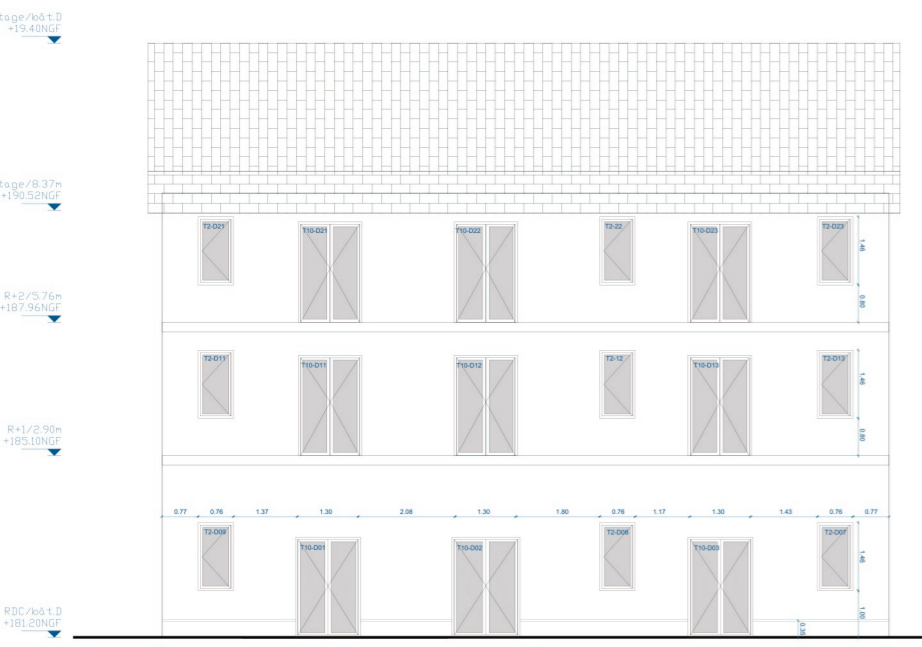 tage/bât.D
+19.40NGF
tage/8.37m
+190.52NGF
T2-D21
T10-D21
T10-D22
T2-22
T10-D23
T2-D23
1.46
0.80
R+2/5.76m
+187.96NGF
T2-D11
T10-D11
T10-D12
T2-12
T10-D13
T2-D13
1.46
0.80
R+1/2.90m
+185.10NGF
0.77 0.76 1.37 1.30 2.08 1.30 1.80 0.76 1.17 1.30 1.43 0.76 0.77
T2-D09
T10-D01
T10-D02
T2-D08
T10-D03
T2-D07
1.46
1.00
0.35
RDC/bât.D
+181.20NGF